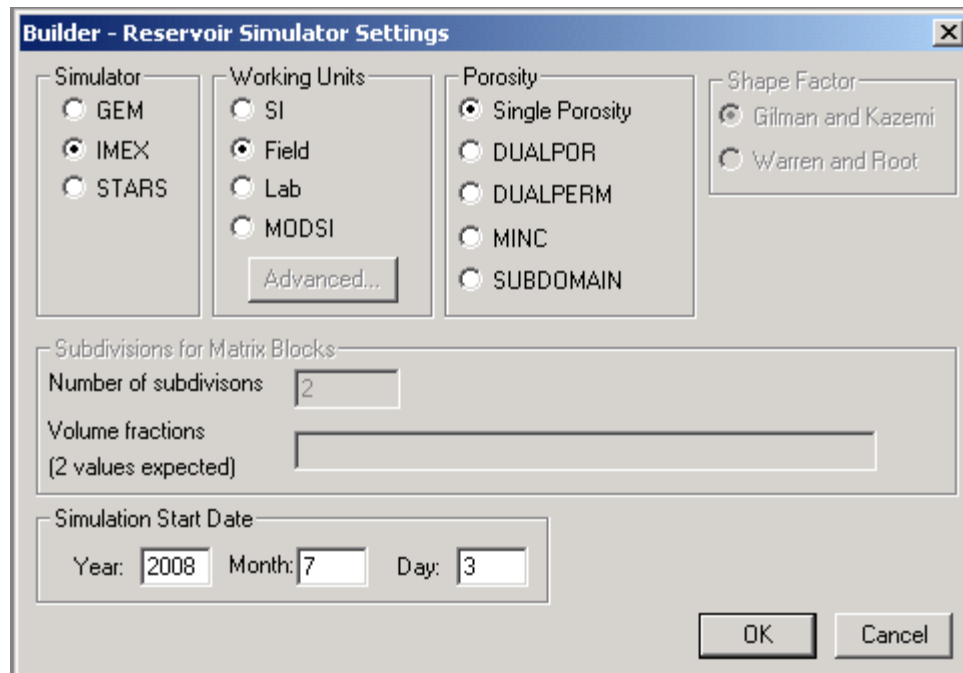 Builder - Reservoir Simulator Settings
Simulator
GEM
IMEX
STARS
Working Units
SI
Field
Lab
MODSI
Advanced...
Porosity
Single Porosity
DUALPOR
DUALPERM
MINC
SUBDOMAIN
Shape Factor
Gilman and Kazemi
Warren and Root
Subdivisions for Matrix Blocks
Number of subdivisons 2
Volume fractions
(2 values expected)
Simulation Start Date
Year: 2008 Month: 7 Day: 3
OK Cancel